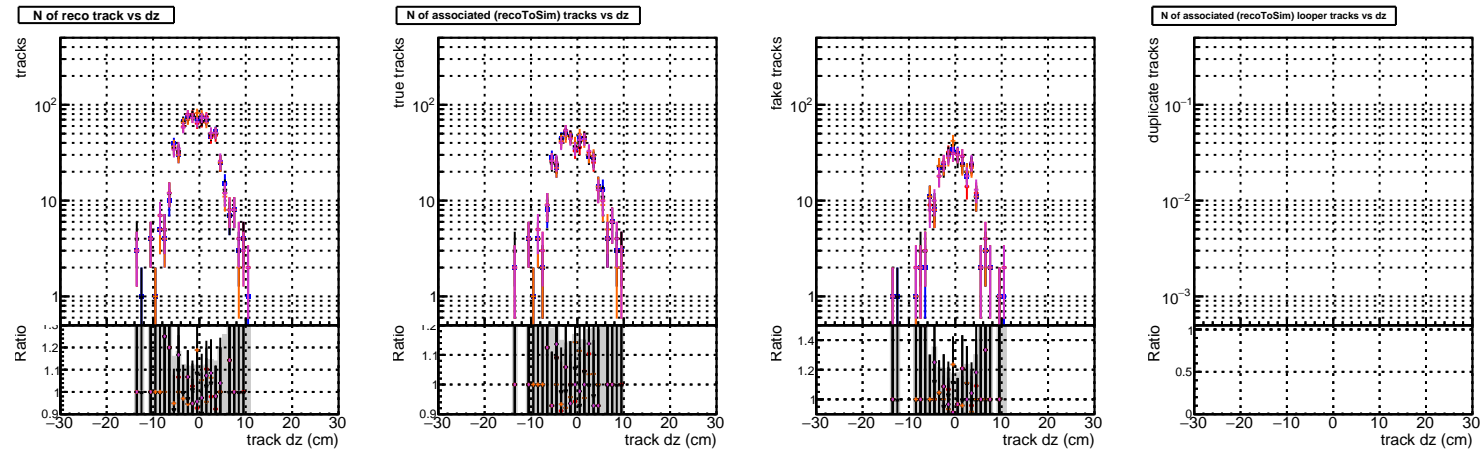 N of reco track vs dz
tracks
10²
10
1
Ratio
1.3
1.2
1.1
1
0.9
−30 −20 −10 0 10 20 30
track dz (cm)
N of associated (recoToSim) tracks vs dz
true tracks
10²
10
1
Ratio
1.2
1.1
1
0.9
−30 −20 −10 0 10 20 30
track dz (cm)
fake tracks
10²
10
1
Ratio
1.4
1.2
1
−30 −20 −10 0 10 20 30
track dz (cm)
N of associated (recoToSim) looper tracks vs dz
duplicate tracks
10⁻¹
10⁻²
10⁻³
Ratio
1
0.5
0
−30 −20 −10 0 10 20 30
track dz (cm)